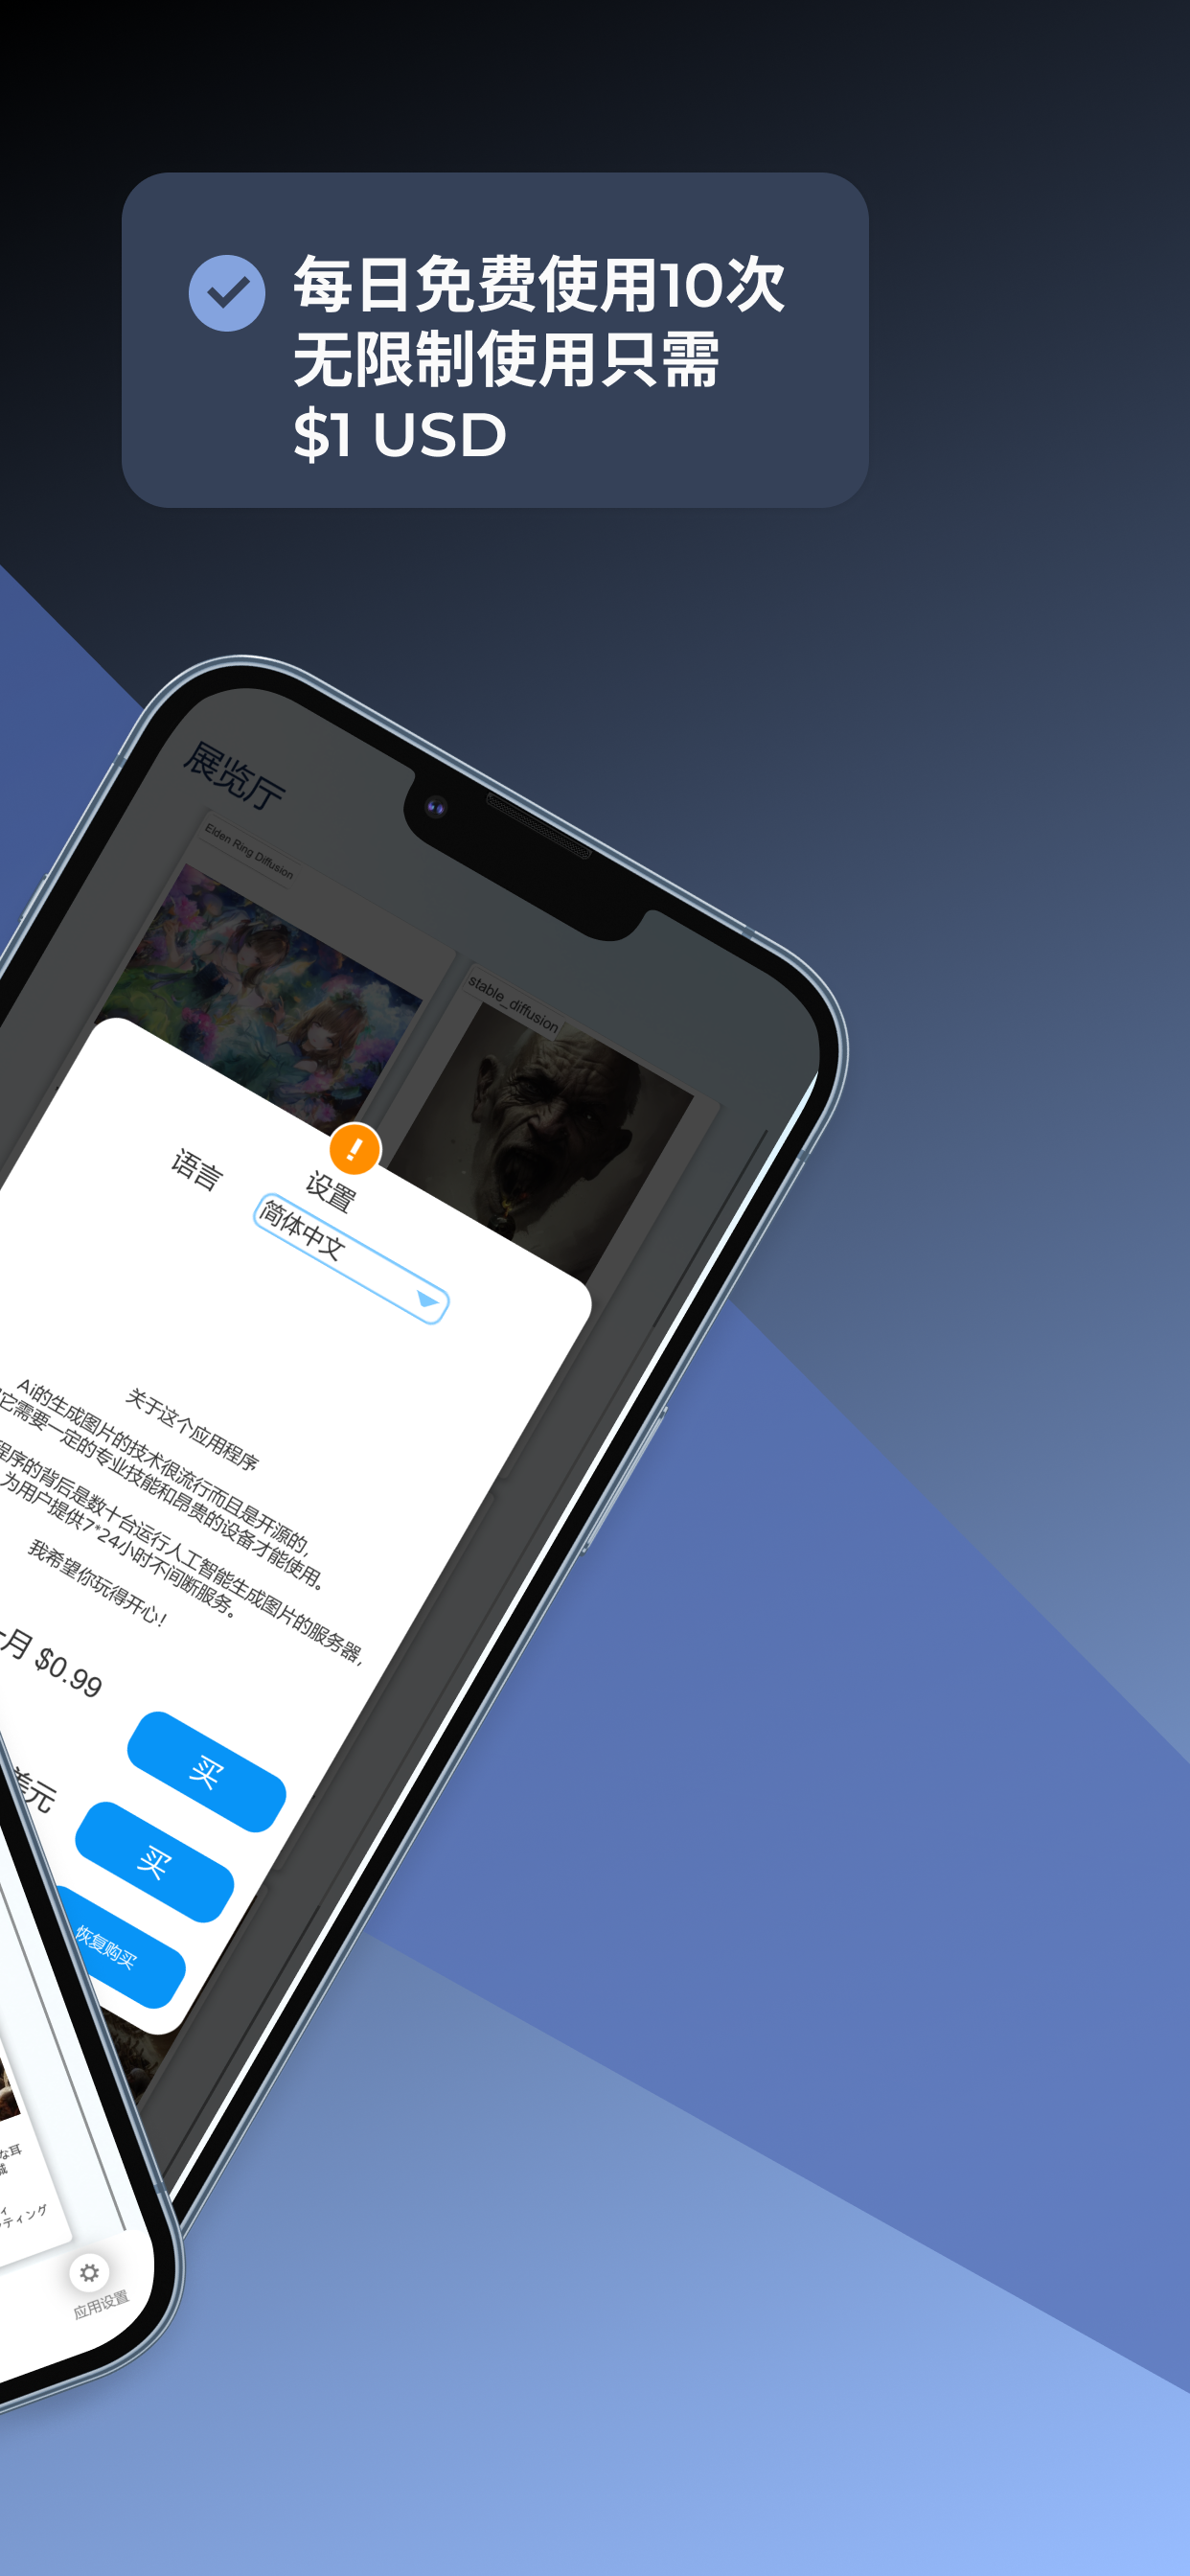 每日免费使用10次
无限制使用只需
$1 USD
展览厅
Elden Ring Diffusion
stable_diffusion
设置
语言
简体中文
关于这个应用程序
Ai的生成图片的技术很流行而且是开源的,
它需要一定的专业技能和昂贵的设备才能使用。
程序的背后是数十台运行人工智能生成图片的服务器,
为用户提供7*24小时不间断服务。
我希望你玩得开心!
月 $0.99
买
美元
买
恢复购买
な耳
ティング
应用设置